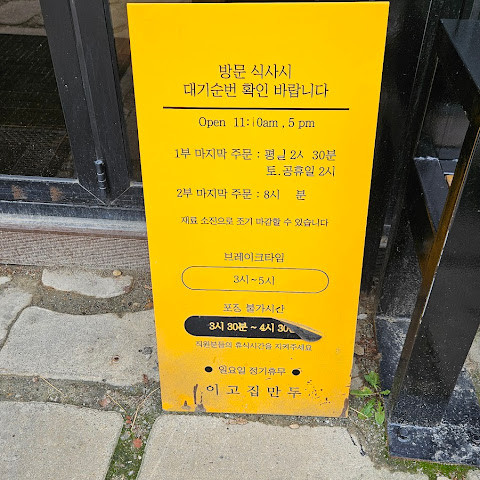 방문 식사시
대기순번 확인 바랍니다
Open 11:10am , 5 pm
1부 마지막 주문 : 평일 2시 30분
토.공휴일 2시
2부 마지막 주문 : 8시 분
재료 소진으로 조기 마감할 수 있습니다
브레이크타임
3시~5시
포장 불가시간
3시 30분 ~ 4시 30
직원분들의 휴식시간을 지켜주세요
● 일요일 정기휴무 ●
이고집만두